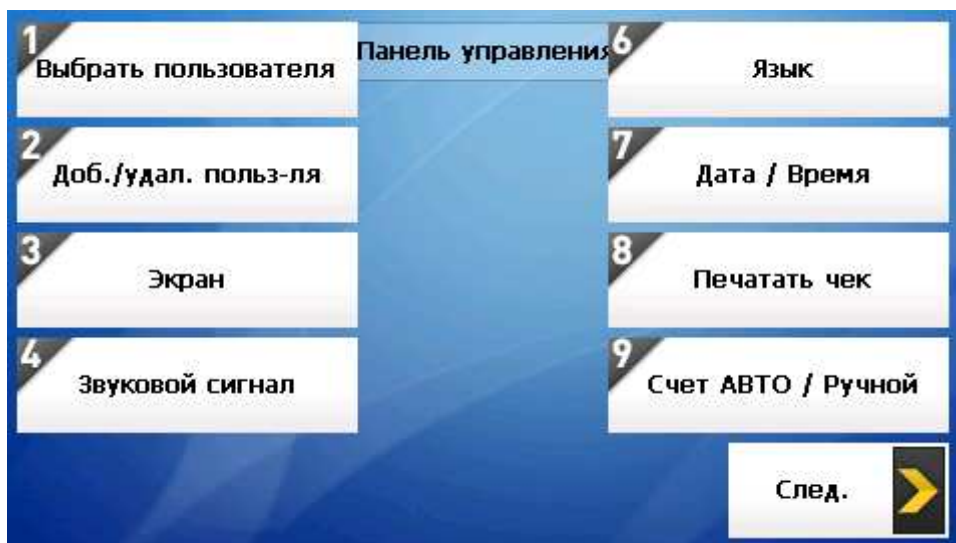 Панель управления
1
Выбрать пользователя
2
Доб./удал. польз-ля
3
Экран
4
Звуковой сигнал
6
Язык
7
Дата / Время
8
Печатать чек
9
Счет АВТО / Ручной
След.